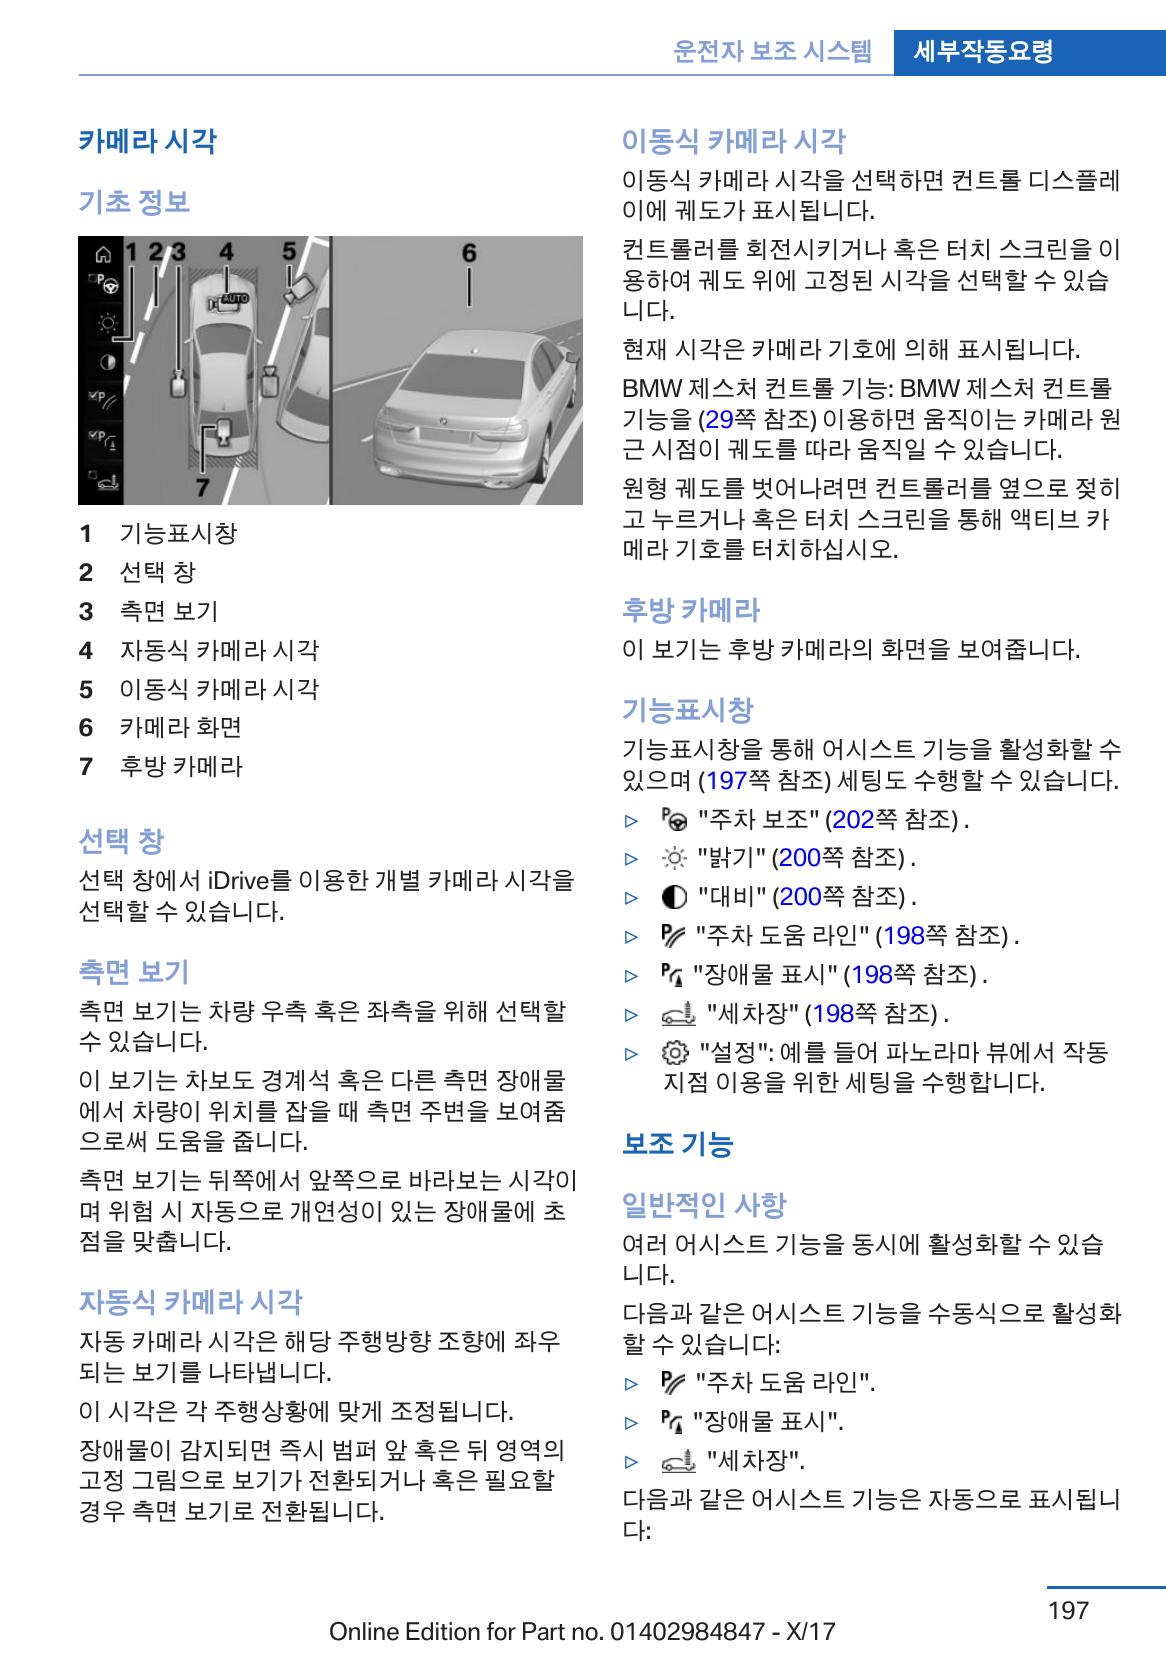 운전자 보조 시스템 세부작동요령
카메라 시각
기초 정보
1 2 3 4 5 6
AUTO
7
1 기능표시창
2 선택 창
3 측면 보기
4 자동식 카메라 시각
5 이동식 카메라 시각
6 카메라 화면
7 후방 카메라
선택 창
선택 창에서 iDrive를 이용한 개별 카메라 시각을
선택할 수 있습니다.
측면 보기
측면 보기는 차량 우측 혹은 좌측을 위해 선택할
수 있습니다.
이 보기는 차보도 경계석 혹은 다른 측면 장애물
에서 차량이 위치를 잡을 때 측면 주변을 보여줌
으로써 도움을 줍니다.
측면 보기는 뒤쪽에서 앞쪽으로 바라보는 시각이
며 위험 시 자동으로 개연성이 있는 장애물에 초
점을 맞춥니다.
자동식 카메라 시각
자동 카메라 시각은 해당 주행방향 조향에 좌우
되는 보기를 나타냅니다.
이 시각은 각 주행상황에 맞게 조정됩니다.
장애물이 감지되면 즉시 범퍼 앞 혹은 뒤 영역의
고정 그림으로 보기가 전환되거나 혹은 필요할
경우 측면 보기로 전환됩니다.
이동식 카메라 시각
이동식 카메라 시각을 선택하면 컨트롤 디스플레
이에 궤도가 표시됩니다.
컨트롤러를 회전시키거나 혹은 터치 스크린을 이
용하여 궤도 위에 고정된 시각을 선택할 수 있습
니다.
현재 시각은 카메라 기호에 의해 표시됩니다.
BMW 제스처 컨트롤 기능: BMW 제스처 컨트롤
기능을 (29쪽 참조) 이용하면 움직이는 카메라 원
근 시점이 궤도를 따라 움직일 수 있습니다.
원형 궤도를 벗어나려면 컨트롤러를 옆으로 젖히
고 누르거나 혹은 터치 스크린을 통해 액티브 카
메라 기호를 터치하십시오.
후방 카메라
이 보기는 후방 카메라의 화면을 보여줍니다.
기능표시창
기능표시창을 통해 어시스트 기능을 활성화할 수
있으며 (197쪽 참조) 세팅도 수행할 수 있습니다.
▷ "주차 보조" (202쪽 참조) .
▷ "밝기" (200쪽 참조) .
▷ "대비" (200쪽 참조) .
▷ "주차 도움 라인" (198쪽 참조) .
▷ "장애물 표시" (198쪽 참조) .
▷ "세차장" (198쪽 참조) .
▷ "설정": 예를 들어 파노라마 뷰에서 작동
지점 이용을 위한 세팅을 수행합니다.
보조 기능
일반적인 사항
여러 어시스트 기능을 동시에 활성화할 수 있습
니다.
다음과 같은 어시스트 기능을 수동식으로 활성화
할 수 있습니다:
▷ "주차 도움 라인".
▷ "장애물 표시".
▷ "세차장".
다음과 같은 어시스트 기능은 자동으로 표시됩니
다:
197
Online Edition for Part no. 01402984847 - X/17